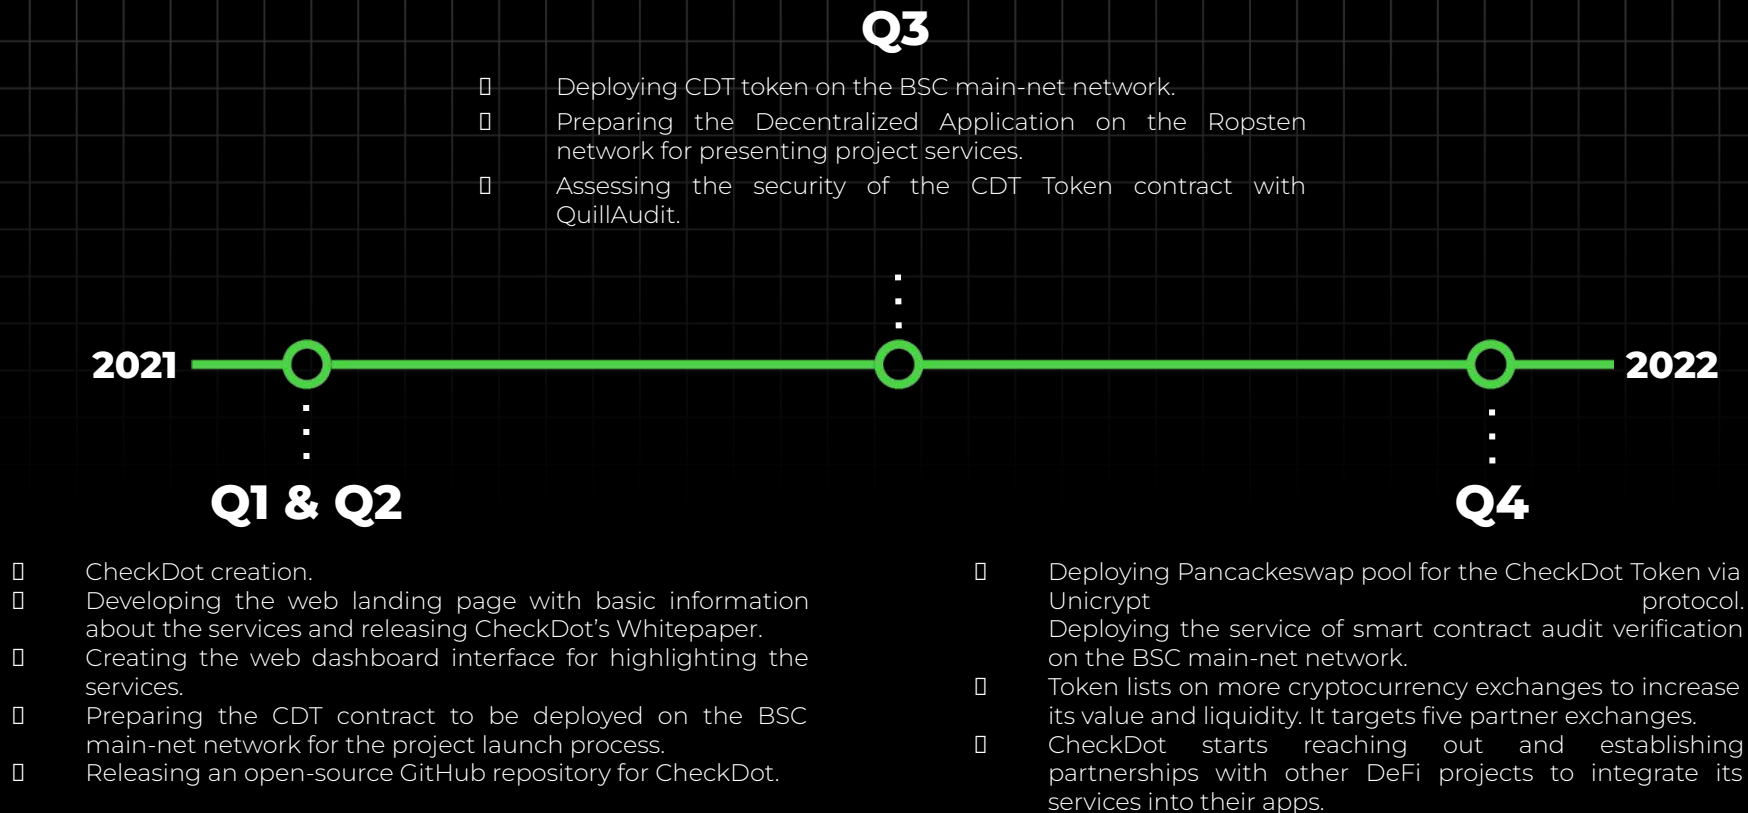 Q3
▯ Deploying CDT token on the BSC main-net network.
▯ Preparing the Decentralized Application on the Ropsten
network for presenting project services.
▯ Assessing the security of the CDT Token contract with
QuillAudit.
2021
2022
Q1 & Q2
▯ CheckDot creation.
▯ Developing the web landing page with basic information
about the services and releasing CheckDot’s Whitepaper.
▯ Creating the web dashboard interface for highlighting the
services.
▯ Preparing the CDT contract to be deployed on the BSC
main-net network for the project launch process.
▯ Releasing an open-source GitHub repository for CheckDot.
Q4
▯ Deploying Pancackeswap pool for the CheckDot Token via
Unicrypt protocol.
Deploying the service of smart contract audit verification
on the BSC main-net network.
▯ Token lists on more cryptocurrency exchanges to increase
its value and liquidity. It targets five partner exchanges.
▯ CheckDot starts reaching out and establishing
partnerships with other DeFi projects to integrate its
services into their apps.